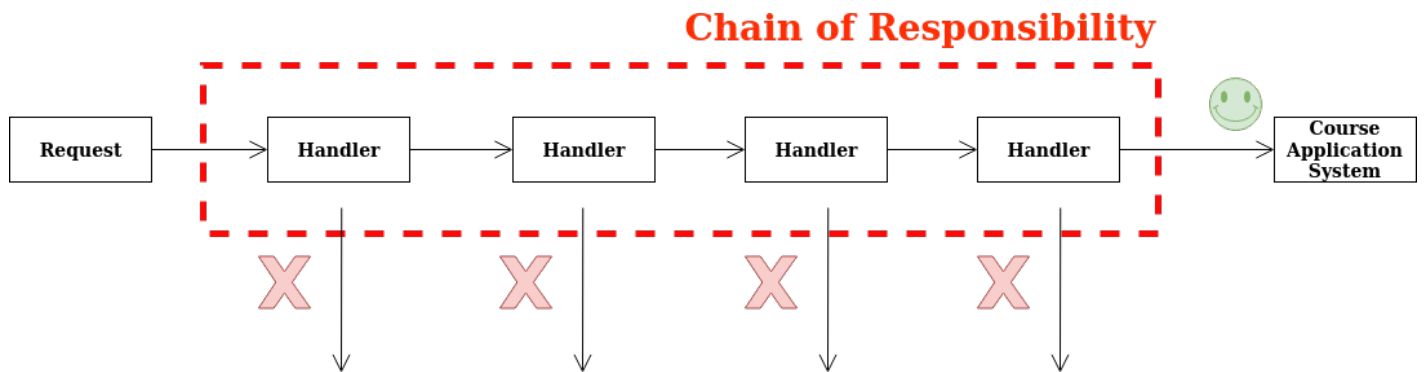 Chain of Responsibility
Request
Handler
Handler
Handler
Handler
Course
Application
System
X
X
X
X